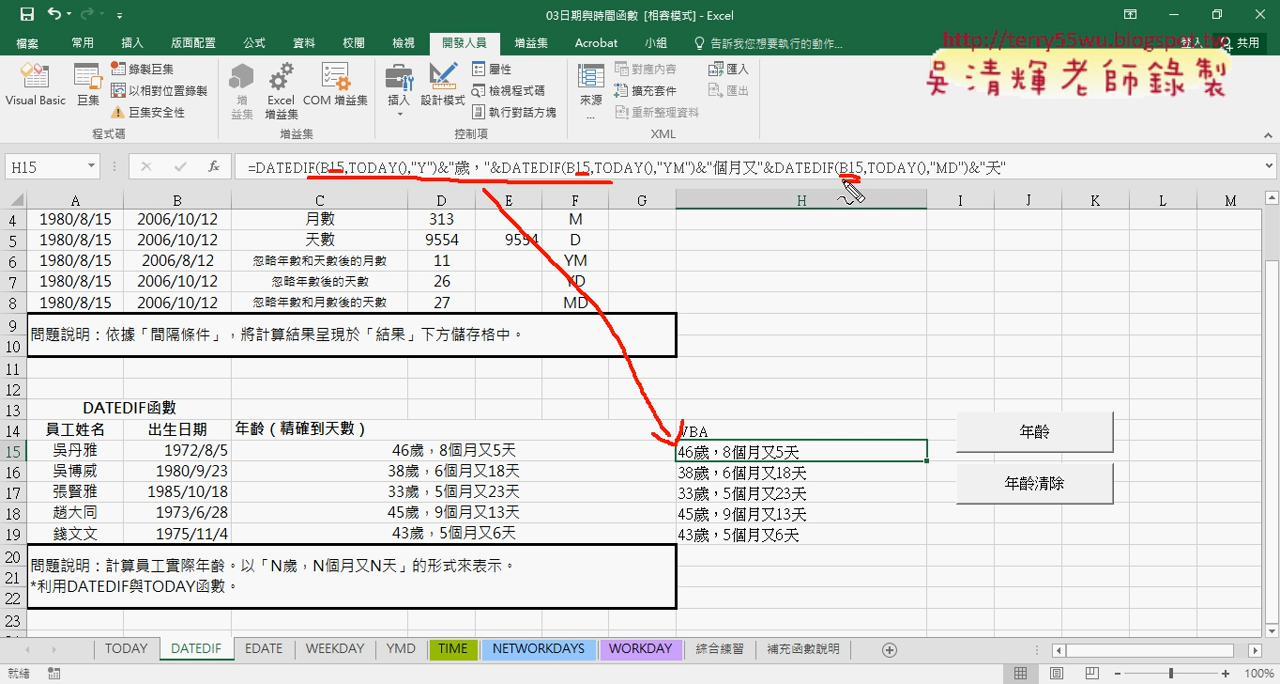 03日期與時間函數 [相容模式] - Excel
http://terry55wu.blogspot.tw
吳清輝老師錄製
檔案 常用 插入 版面配置 公式 資料 校閱 檢視 開發人員 增益集 Acrobat 小組 告訴我您想要執行的動作... 登入 共用
Visual Basic 巨集 錄製巨集 以相對位置錄製 巨集安全性
增益集 Excel 增益集 COM 增益集
插入 設計模式 屬性 檢視程式碼 執行對話方塊
來源... 對應內容 擴充套件 重新整理資料 匯入 匯出
程式碼 增益集 控制項 XML
H15 fx =DATEDIF(B15,TODAY(),"Y")&"歲，"&DATEDIF(B15,TODAY(),"YM")&"個月又"&DATEDIF(B15,TODAY(),"MD")&"天"
A B C D E F G H I J K L M
4 1980/8/15 2006/10/12 月數 313 M
5 1980/8/15 2006/10/12 天數 9554 9554 D
6 1980/8/15 2006/8/12 忽略年數和天數後的月數 11 YM
7 1980/8/15 2006/10/12 忽略年數後的天數 26 YD
8 1980/8/15 2006/10/12 忽略年數和月數後的天數 27 MD
9
10 問題說明：依據「間隔條件」，將計算結果呈現於「結果」下方儲存格中。
11
12
13 DATEDIF函數
14 員工姓名 出生日期 年齡（精確到天數） VBA
15 吳丹雅 1972/8/5 46歲，8個月又5天 46歲，8個月又5天
16 吳博威 1980/9/23 38歲，6個月又18天 38歲，6個月又18天
17 張賢雅 1985/10/18 33歲，5個月又23天 33歲，5個月又23天
18 趙大同 1973/6/28 45歲，9個月又13天 45歲，9個月又13天
19 錢文文 1975/11/4 43歲，5個月又6天 43歲，5個月又6天
年齡
年齡清除
20 問題說明：計算員工實際年齡。以「N歲，N個月又N天」的形式來表示。
21 *利用DATEDIF與TODAY函數。
22
23
TODAY DATEDIF EDATE WEEKDAY YMD TIME NETWORKDAYS WORKDAY 綜合練習 補充函數說明
就緒 100%